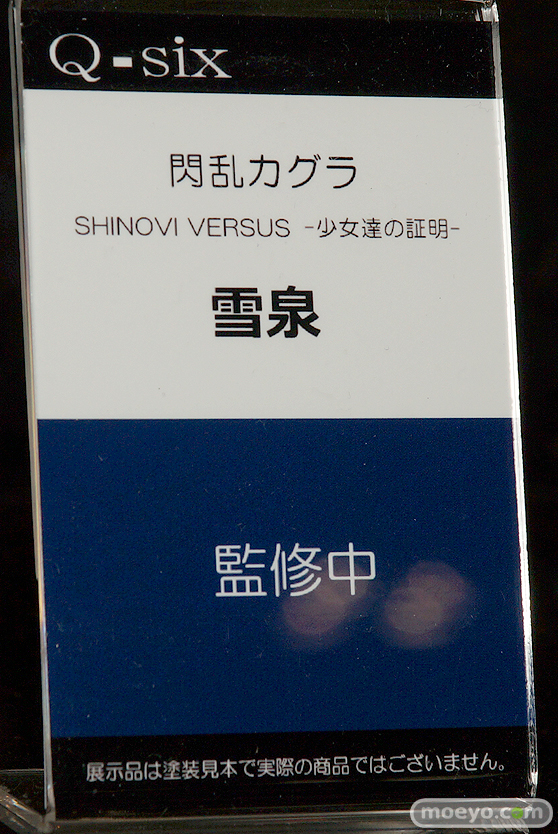 Q-six
閃乱カグラ
SHINOVI VERSUS -少女達の証明-
雪泉
監修中
展示品は塗装見本で実際の商品ではございません。
moeyo.com